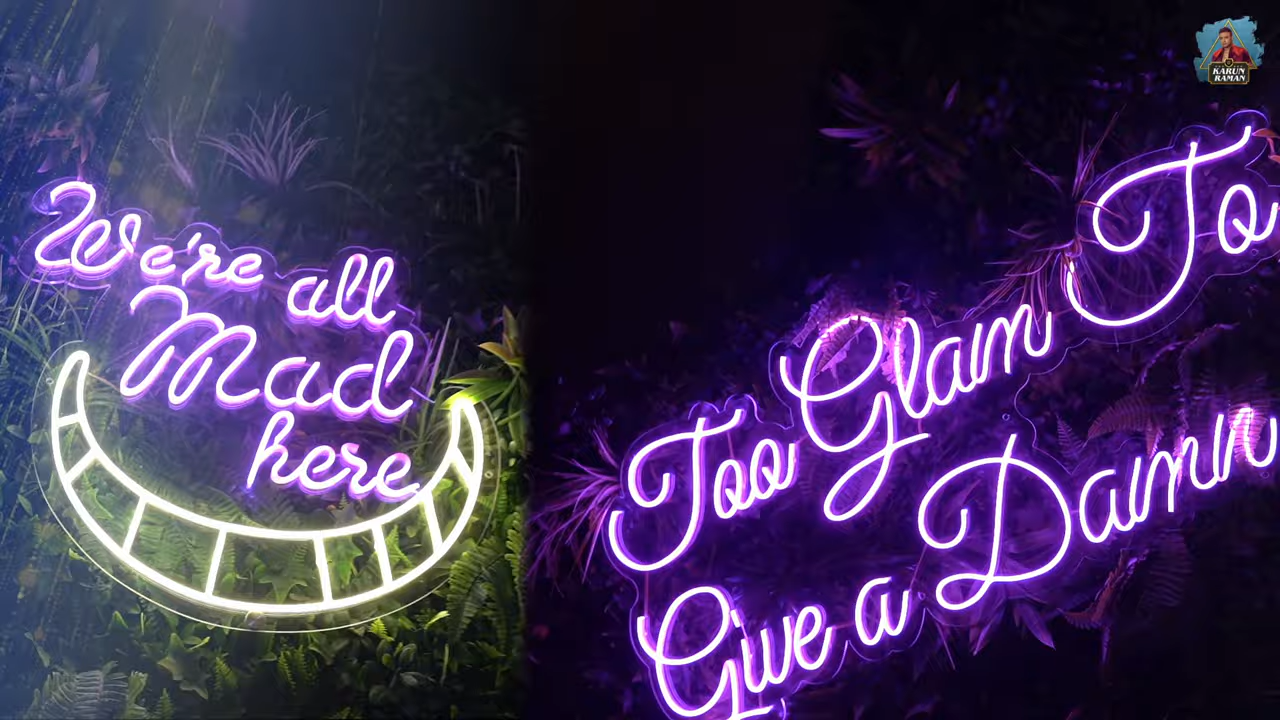 We're all
Mad
here
Too Glam To
Give a Damn
KARUN
RAMAN